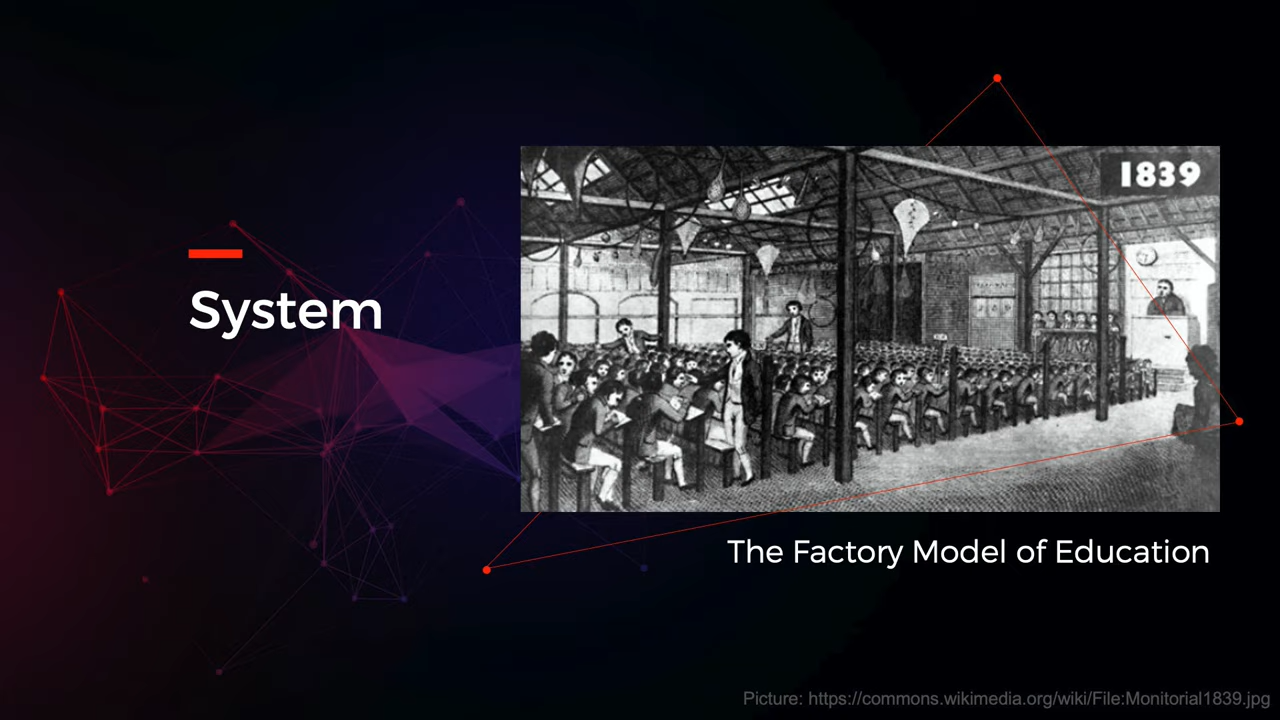 System
1839
The Factory Model of Education
Picture: https://commons.wikimedia.org/wiki/File:Monitorial1839.jpg